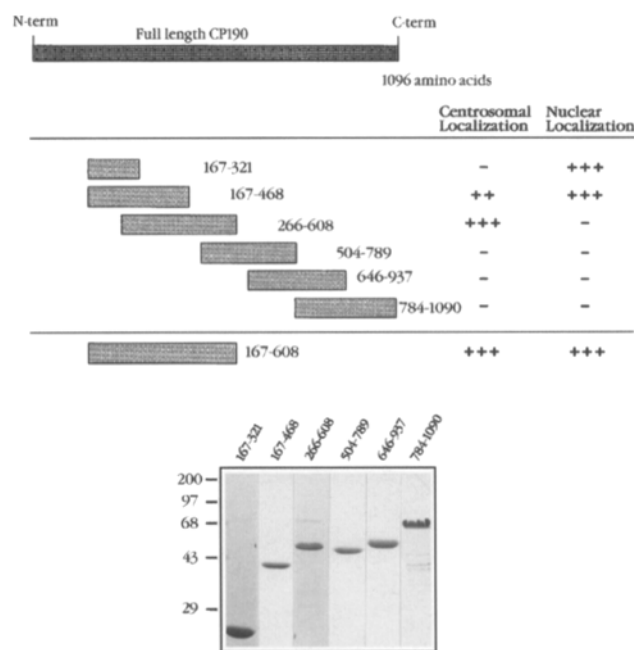 N-term C-term
Full length CP190
1096 amino acids
Centrosomal Nuclear
Localization Localization
167-321 - +++
167-468 ++ +++
266-608 +++ -
504-789 - -
646-937 - -
784-1090 - -
167-608 +++ +++
167-321 167-468 266-608 504-789 646-937 784-1090
200
97
68
43
29